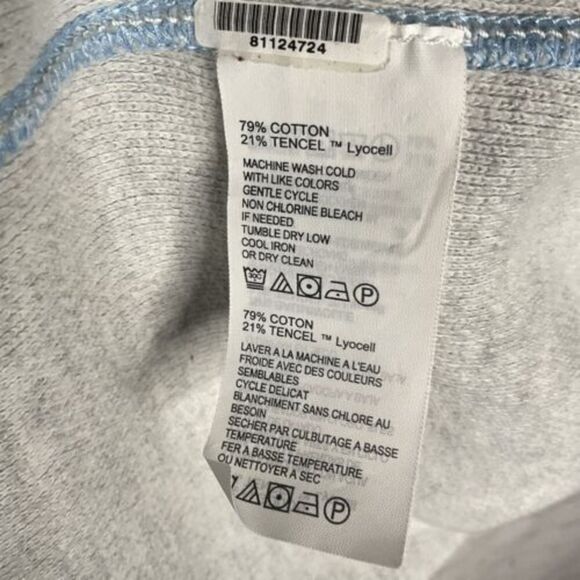 81124724
79% COTTON
21% TENCEL ™ Lyocell
MACHINE WASH COLD
WITH LIKE COLORS
GENTLE CYCLE
NON CHLORINE BLEACH
IF NEEDED
TUMBLE DRY LOW
COOL IRON
OR DRY CLEAN
30C P
79% COTON
21% TENCEL ™ Lyocell
LAVER A LA MACHINE A L'EAU
FROIDE AVEC DES COULEURS
SEMBLABLES
CYCLE DELICAT
BLANCHIMENT SANS CHLORE AU
BESOIN
SECHER PAR CULBUTAGE A BASSE
TEMPERATURE
FER A BASSE TEMPERATURE
OU NETTOYER A SEC
30C P